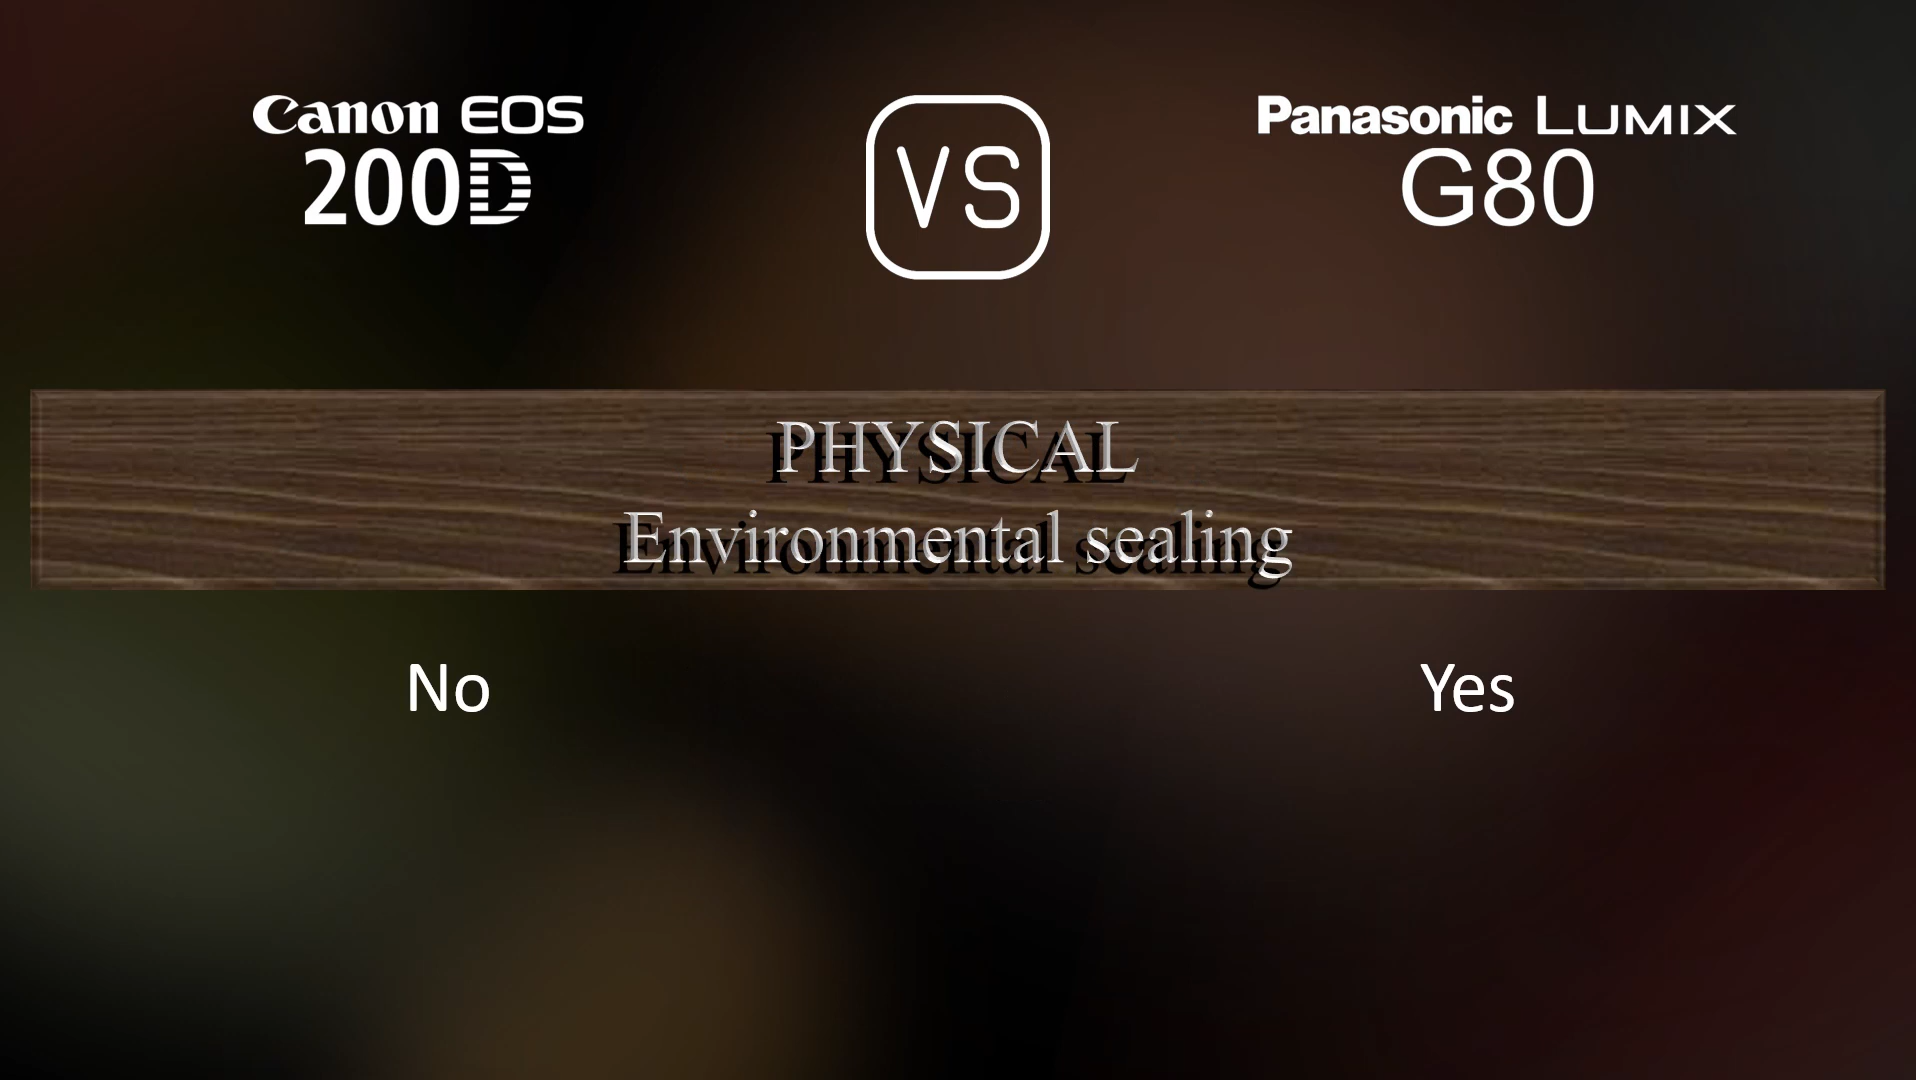 Canon EOS
200D
VS
Panasonic LUMIX
G80
PHYSICAL
Environmental sealing
No
Yes